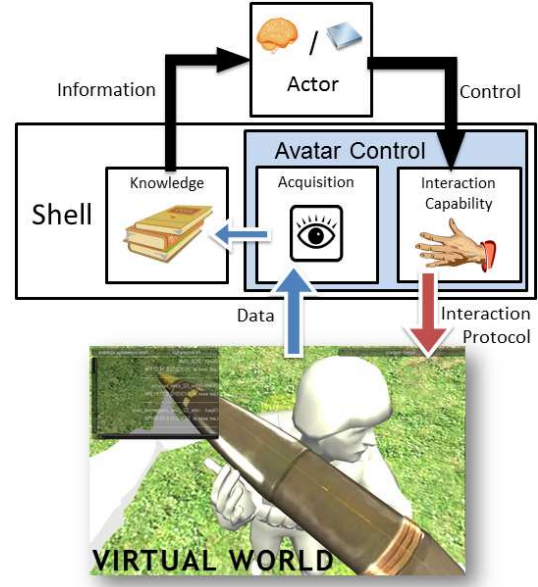 /
Actor
Information
Control
Avatar Control
Shell
Knowledge
Acquisition
Interaction
Capability
Data
Interaction
Protocol
VIRTUAL WORLD